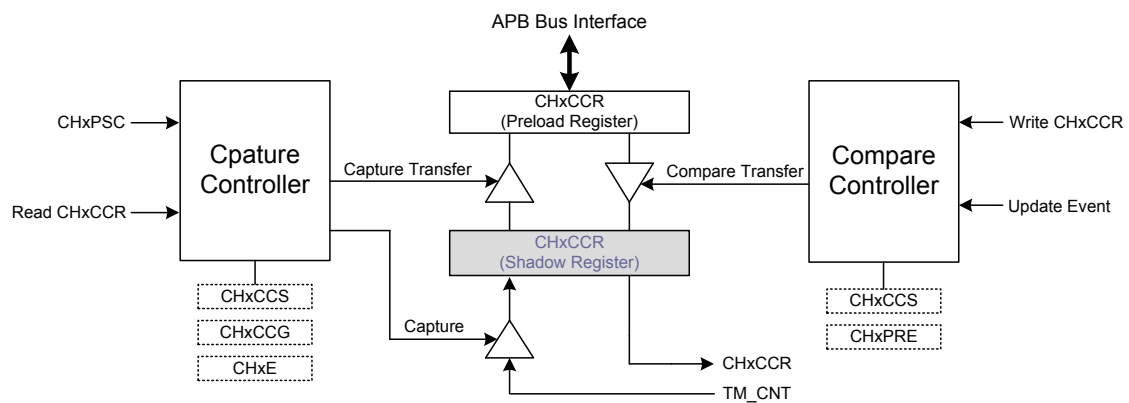 APB Bus Interface
CHxCCR
(Preload Register)
CHxPSC
Read CHxCCR
Cpature
Controller
Capture Transfer
Compare Transfer
Compare
Controller
Write CHxCCR
Update Event
CHxCCR
(Shadow Register)
CHxCCS
CHxCCG
CHxE
Capture
CHxCCS
CHxPRE
CHxCCR
TM_CNT